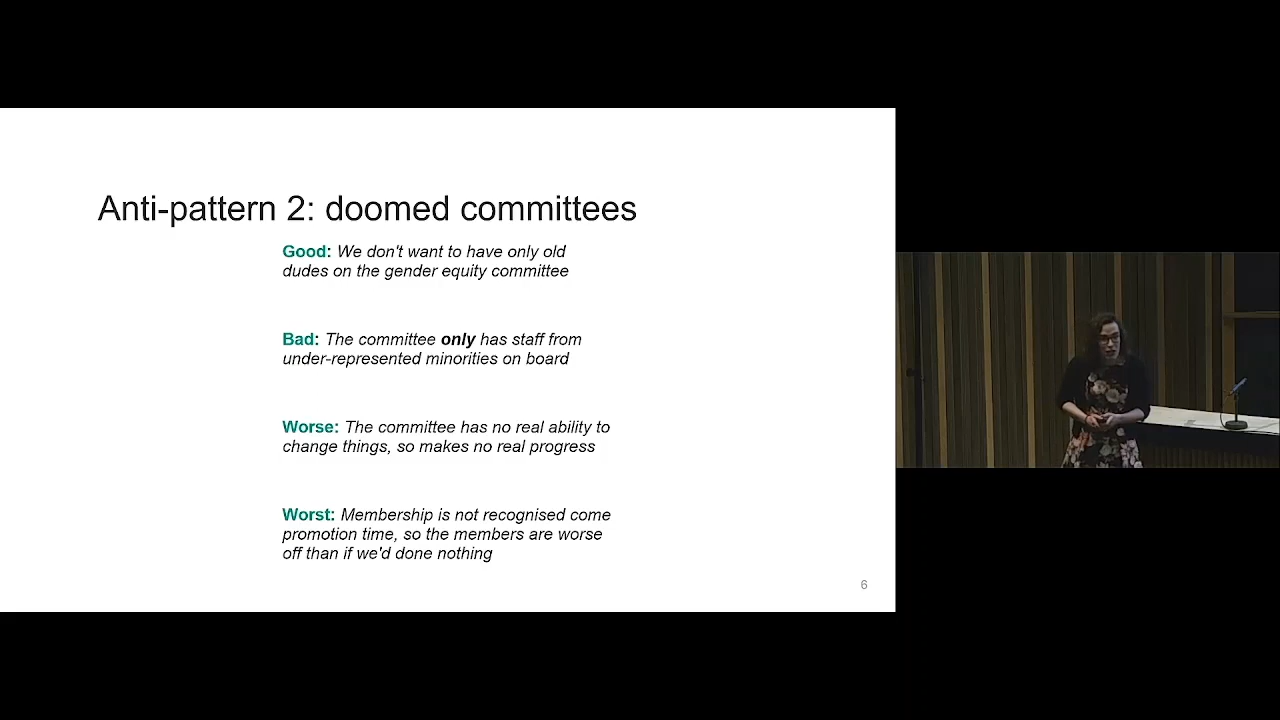 Anti-pattern 2: doomed committees
Good: We don't want to have only old
dudes on the gender equity committee
Bad: The committee only has staff from
under-represented minorities on board
Worse: The committee has no real ability to
change things, so makes no real progress
Worst: Membership is not recognised come
promotion time, so the members are worse
off than if we'd done nothing
6